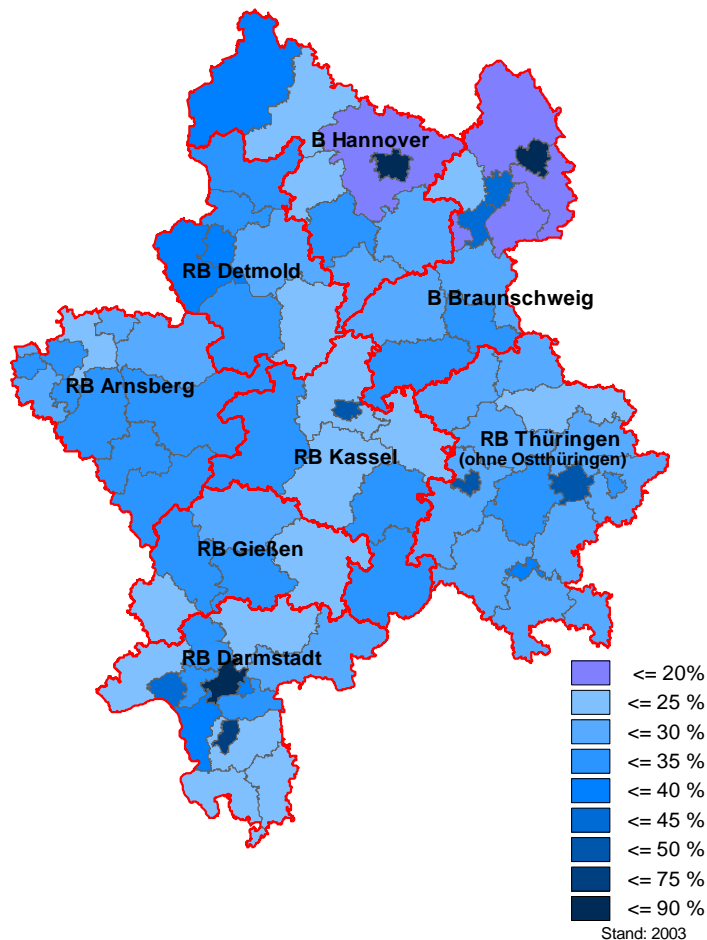 B Hannover
RB Detmold
B Braunschweig
RB Arnsberg
RB Thüringen
(ohne Ostthüringen)
RB Kassel
RB Gießen
RB Darmstadt
<= 20%
<= 25 %
<= 30 %
<= 35 %
<= 40 %
<= 45 %
<= 50 %
<= 75 %
<= 90 %
Stand: 2003